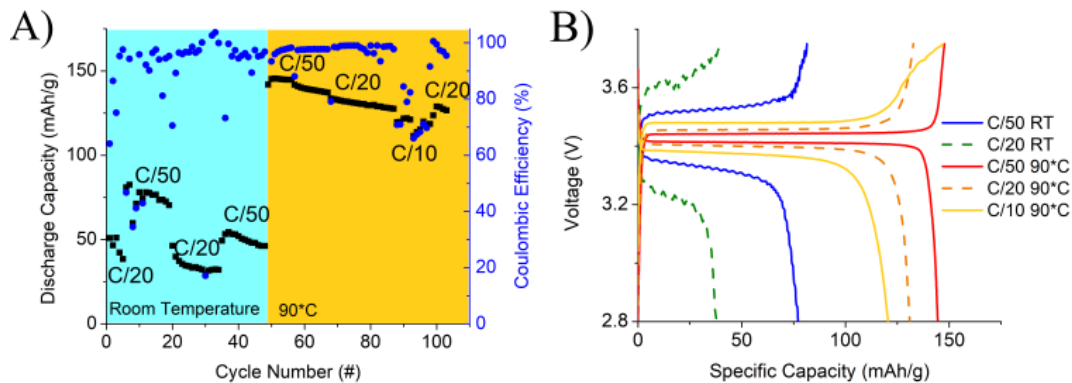 A)
Discharge Capacity (mAh/g)
150
100
50
0
C/50
C/20
C/50
C/20
C/50
C/20
C/10
C/20
Room Temperature
90*C
0
20
40
60
80
100
Cycle Number (#)
100
80
60
40
20
0
Coulombic Efficiency (%)
B)
Voltage (V)
3.6
3.2
2.8
0
50
100
150
Specific Capacity (mAh/g)
C/50 RT
C/20 RT
C/50 90*C
C/20 90*C
C/10 90*C